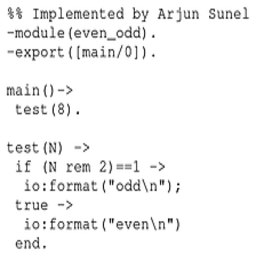 %% Implemented by Arjun Sunel
-module(even_odd).
-export([main/0]).

main()->
 test(8).

test(N) ->
 if (N rem 2)==1 ->
  io:format("odd\n");
 true ->
  io:format("even\n")
 end.